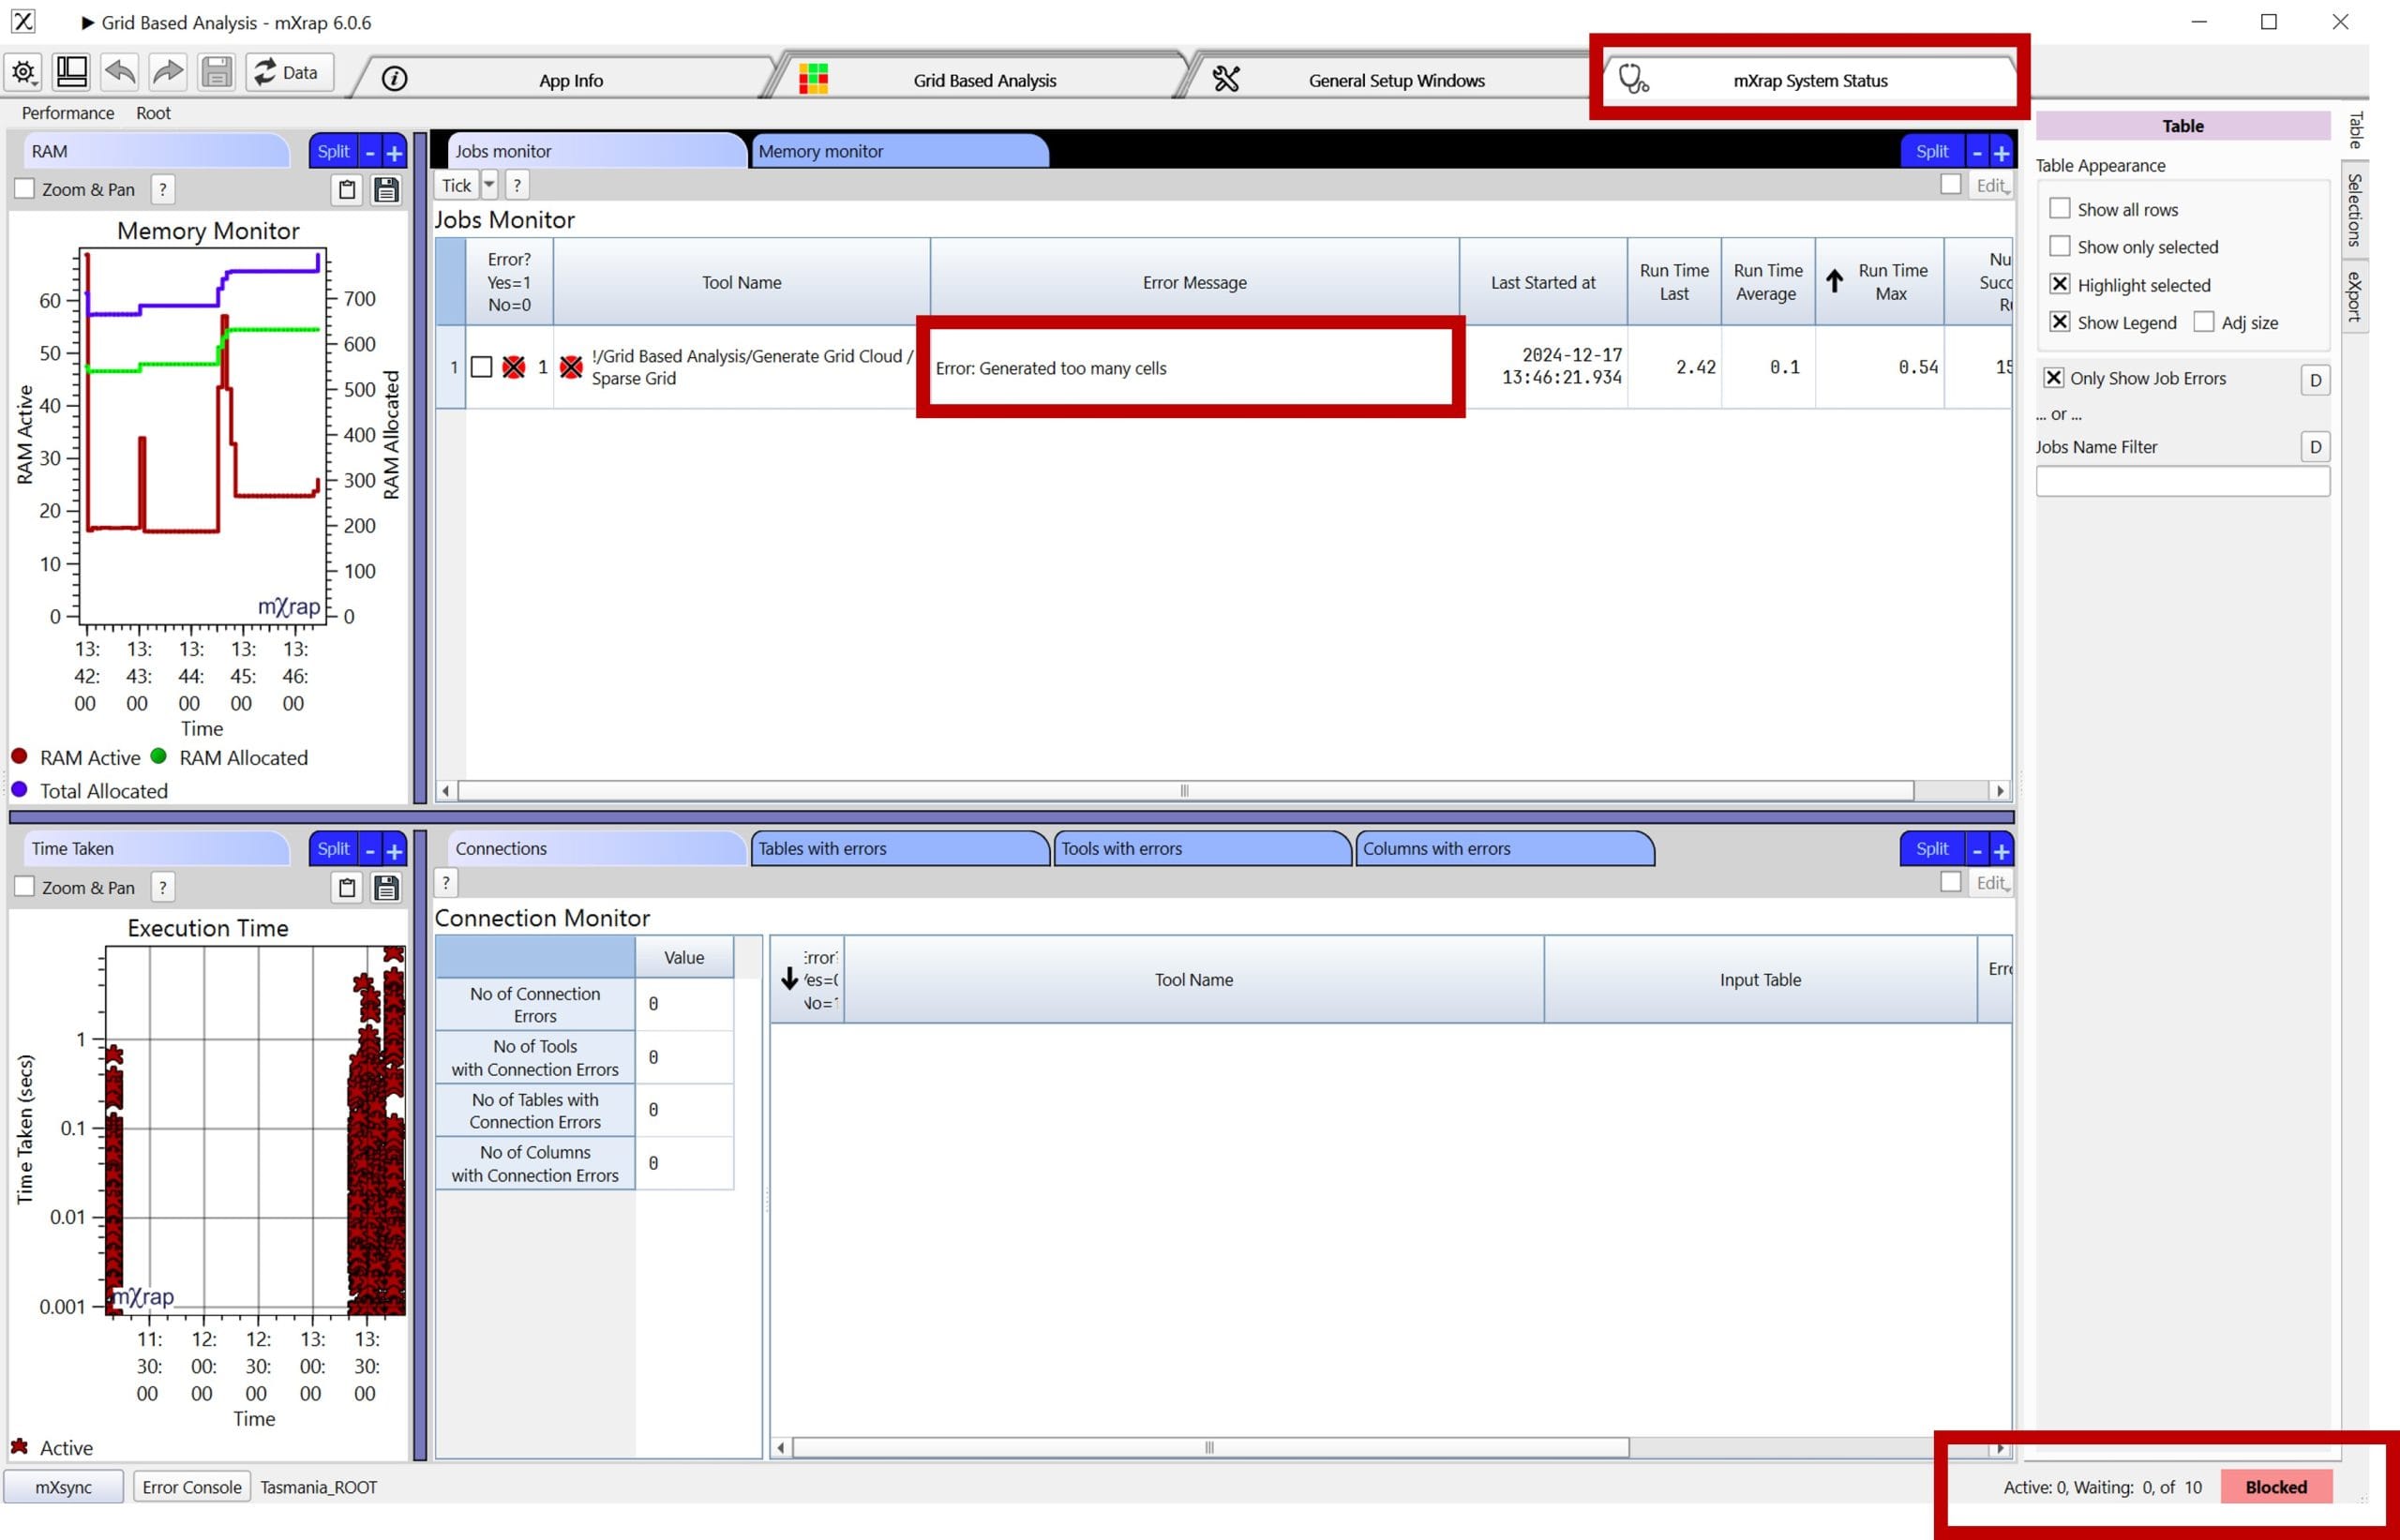 Grid Based Analysis - mXrap 6.0.6
Data
App Info
Grid Based Analysis
General Setup Windows
mXrap System Status
Performance Root
RAM
Split - +
Zoom & Pan ?
Memory Monitor
60
50
40
30
20
10
0
RAM Active
700
600
500
400
300
200
100
0
RAM Allocated
mXrap
13: 13: 13: 13: 13:
42: 43: 44: 45: 46:
00 00 00 00 00
Time
RAM Active RAM Allocated
Total Allocated
Jobs monitor
Memory monitor
Split - +
Tick ?
Edit
Jobs Monitor
Error?
Yes=1
No=0
Tool Name
Error Message
Last Started at
Run Time
Last
Run Time
Average
Run Time
Max
Nu
Succ
R
1 1 !/Grid Based Analysis/Generate Grid Cloud /
Sparse Grid
Error: Generated too many cells
2024-12-17
13:46:21.934
2.42 0.1 0.54 15
Table
Table Appearance
Show all rows
Show only selected
Highlight selected
Show Legend Adj size
Only Show Job Errors D
... or ...
Jobs Name Filter D
Table
Selections
eXport
Time Taken
Split - +
Zoom & Pan ?
Execution Time
1
0.1
0.01
0.001
Time Taken (secs)
mXrap
11: 12: 12: 13: 13:
30: 00: 30: 00: 30:
00 00 00 00 00
Time
Active
Connections
Tables with errors
Tools with errors
Columns with errors
Split - +
?
Edit
Connection Monitor
Value
No of Connection
Errors
0
No of Tools
with Connection Errors
0
No of Tables with
Connection Errors
0
No of Columns
with Connection Errors
0
Tool Name
Input Table
Err
mXsync
Error Console
Tasmania_ROOT
Active: 0, Waiting: 0, of 10
Blocked